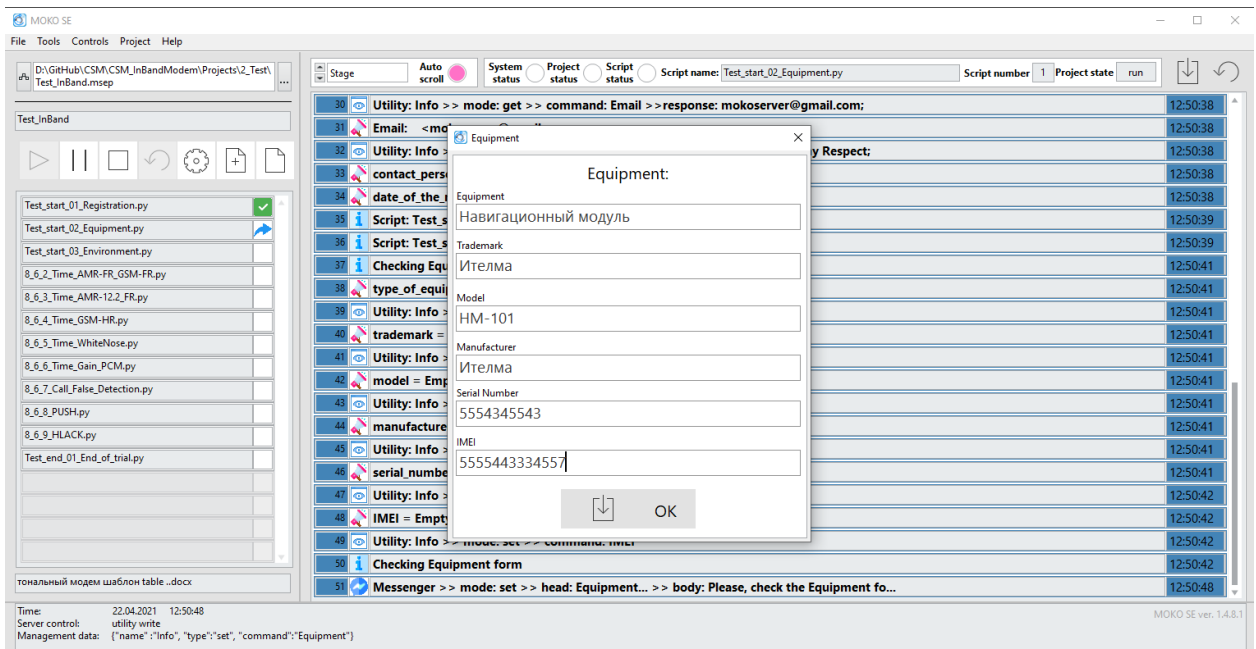 MOKO SE
File Tools Controls Project Help
D:\GitHub\CSM\CSM_InBandModem\Projects\2_Test\
Test_InBand.msep
...
Test_InBand
Test_start_01_Registration.py
Test_start_02_Equipment.py
Test_start_03_Environment.py
8_6_2_Time_AMR-FR_GSM-FR.py
8_6_3_Time_AMR-12.2_FR.py
8_6_4_Time_GSM-HR.py
8_6_5_Time_WhiteNose.py
8_6_6_Time_Gain_PCM.py
8_6_7_Call_False_Detection.py
8_6_8_PUSH.py
8_6_9_HLACK.py
Test_end_01_End_of_trial.py
тональный модем шаблон table ..docx
Stage
Auto scroll
System status
Project status
Script status
Script name: Test_start_02_Equipment.py
Script number 1 Project state run
30 Utility: Info >> mode: get >> command: Email >>response: mokoserver@gmail.com; 12:50:38
31 Email: 12:50:38
32 Utility: Info y Respect; 12:50:38
33 contact_pers 12:50:38
34 date_of_the 12:50:38
35 Script: Test_s 12:50:39
36 Script: Test_s 12:50:39
37 Checking Equ 12:50:41
38 type_of_equi 12:50:41
39 Utility: Info 12:50:41
40 trademark = 12:50:41
41 Utility: Info 12:50:41
42 model = Emp 12:50:41
43 Utility: Info 12:50:41
44 manufacture 12:50:41
45 Utility: Info 12:50:41
46 serial_numbe 12:50:41
47 Utility: Info 12:50:42
48 IMEI = Empt 12:50:42
49 Utility: Info >> mode: set >> command: IMEI 12:50:42
50 Checking Equipment form 12:50:42
51 Messenger >> mode: set >> head: Equipment... >> body: Please, check the Equipment fo... 12:50:48
Equipment
Equipment:
Equipment
Навигационный модуль
Trademark
Ителма
Model
НМ-101
Manufacturer
Ителма
Serial Number
5554345543
IMEI
5555443334557
OK
Time: 22.04.2021 12:50:48
Server control: utility write
Management data: {"name" :"Info", "type":"set", "command":"Equipment"}
MOKO SE ver. 1.4.8.1